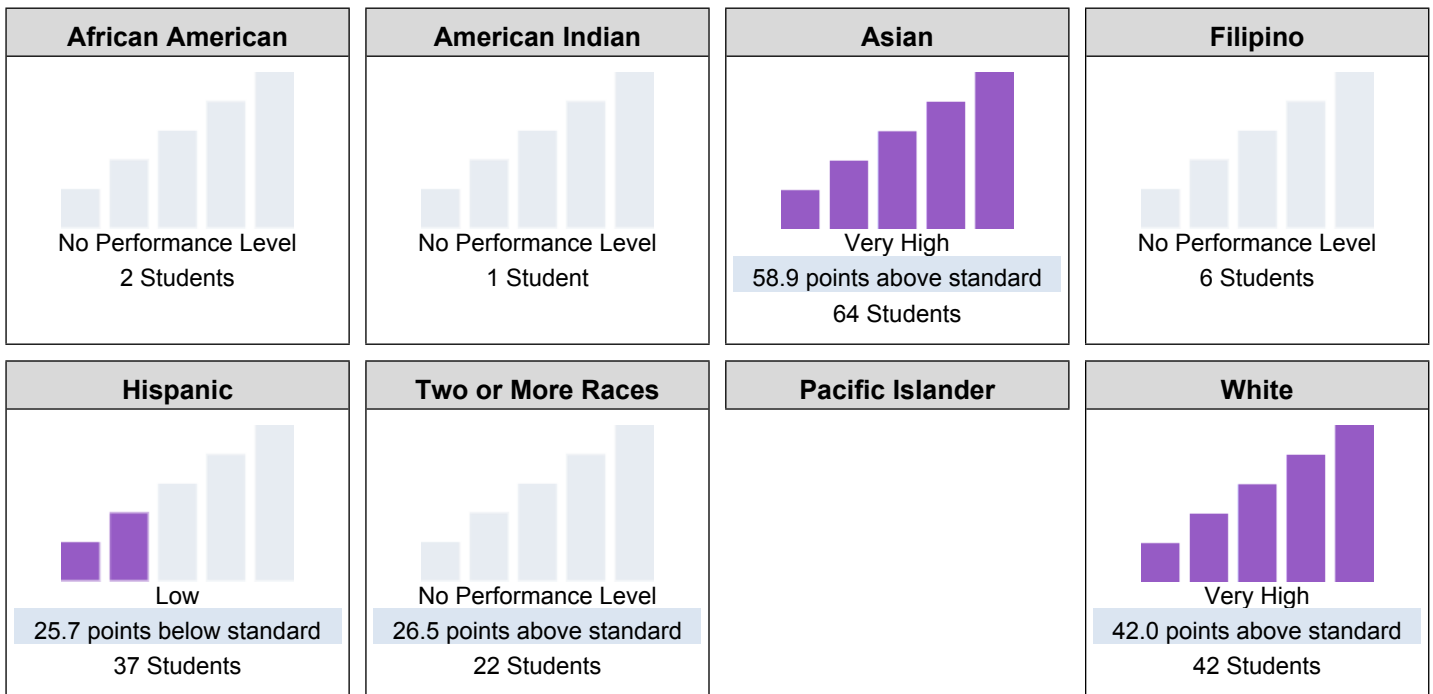 African American
No Performance Level
2 Students
American Indian
No Performance Level
1 Student
Asian
Very High
58.9 points above standard
64 Students
Filipino
No Performance Level
6 Students
Hispanic
Low
25.7 points below standard
37 Students
Two or More Races
No Performance Level
26.5 points above standard
22 Students
Pacific Islander
White
Very High
42.0 points above standard
42 Students